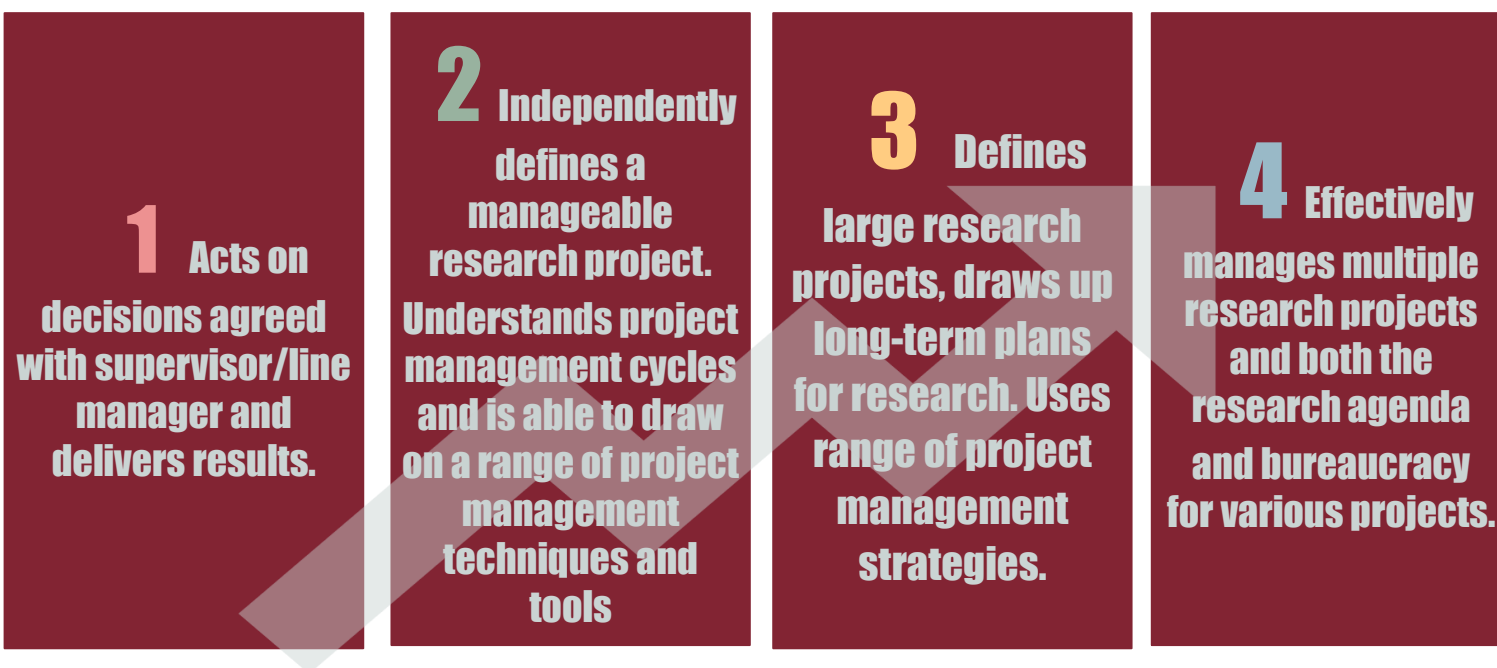 1 Acts on
decisions agreed
with supervisor/line
manager and
delivers results.
2 Independently
defines a
manageable
research project.
Understands project
management cycles
and is able to draw
on a range of project
management
techniques and
tools
3 Defines
large research
projects, draws up
long-term plans
for research. Uses
range of project
management
strategies.
4 Effectively
manages multiple
research projects
and both the
research agenda
and bureaucracy
for various projects.